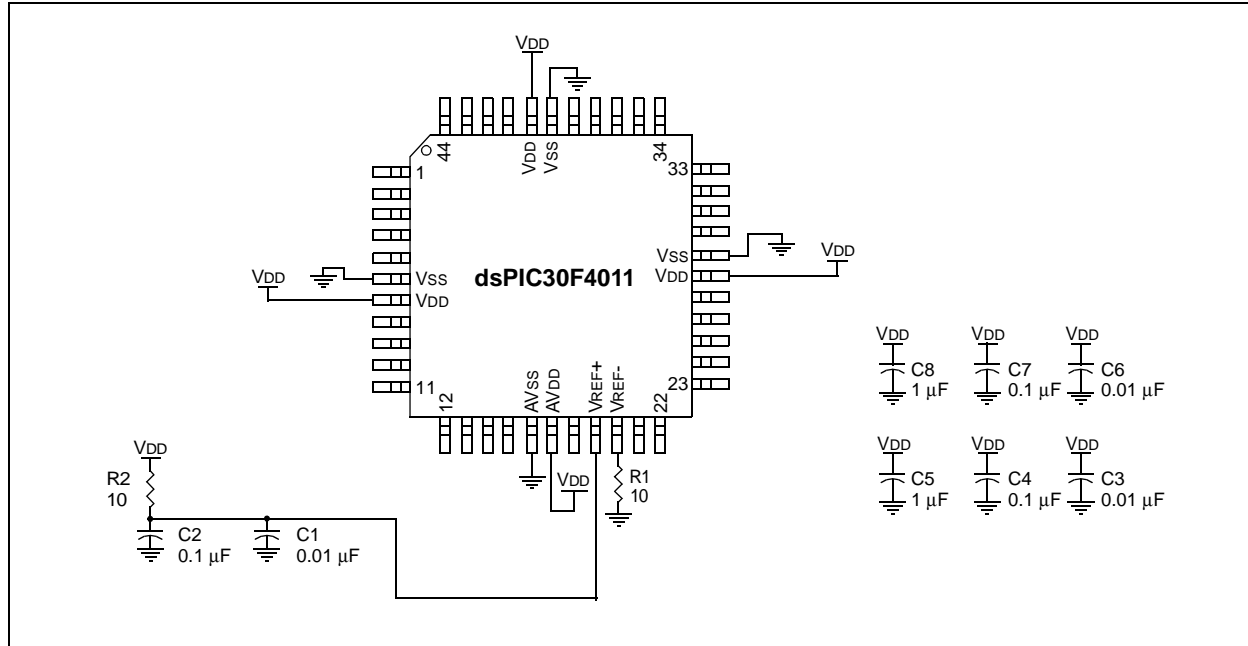 VDD
44
VDD
VSS
34
1
33
VSS
VDD
VDD
VSS
VDD
dsPIC30F4011
VDD
11
23
12
AVSS
AVDD
VREF+
VREF-
22
VDD
R1
10
VDD
R2
10
C2
0.1 μF
C1
0.01 μF
VDD
C8
1 μF
VDD
C7
0.1 μF
VDD
C6
0.01 μF
VDD
C5
1 μF
VDD
C4
0.1 μF
VDD
C3
0.01 μF